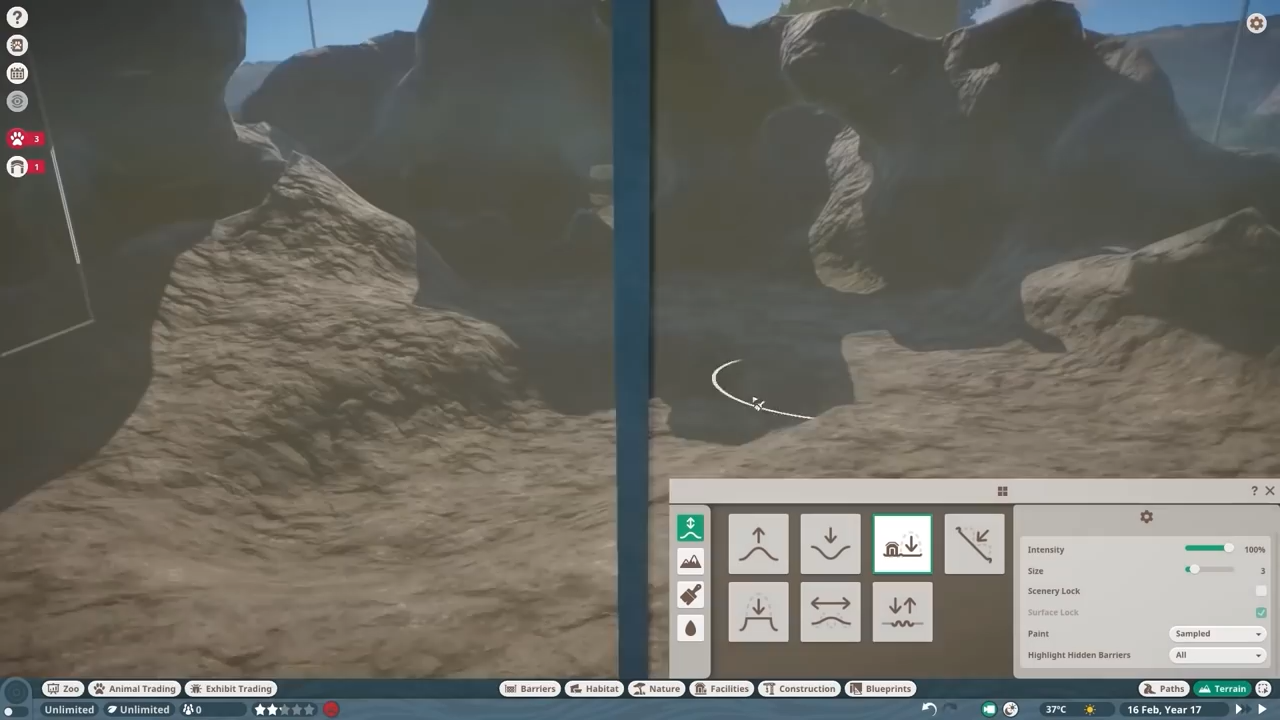 ?
3
1
?
Intensity 100%
Size 3
Scenery Lock
Surface Lock
Paint Sampled
Highlight Hidden Barriers All
Zoo Animal Trading Exhibit Trading Barriers Habitat Nature Facilities Construction Blueprints Paths Terrain
Unlimited Unlimited 0 37°C 16 Feb, Year 17